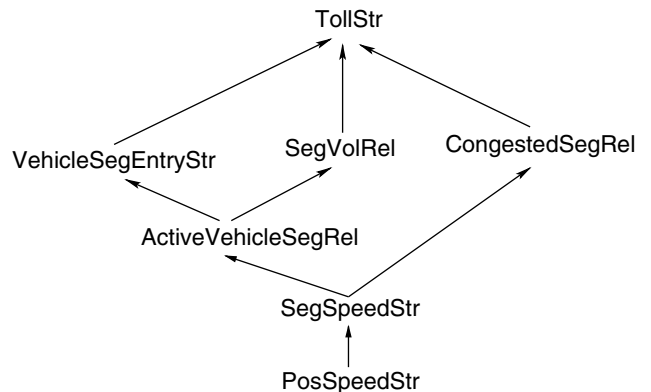 TollStr
VehicleSegEntryStr
SegVolRel
CongestedSegRel
ActiveVehicleSegRel
SegSpeedStr
PosSpeedStr